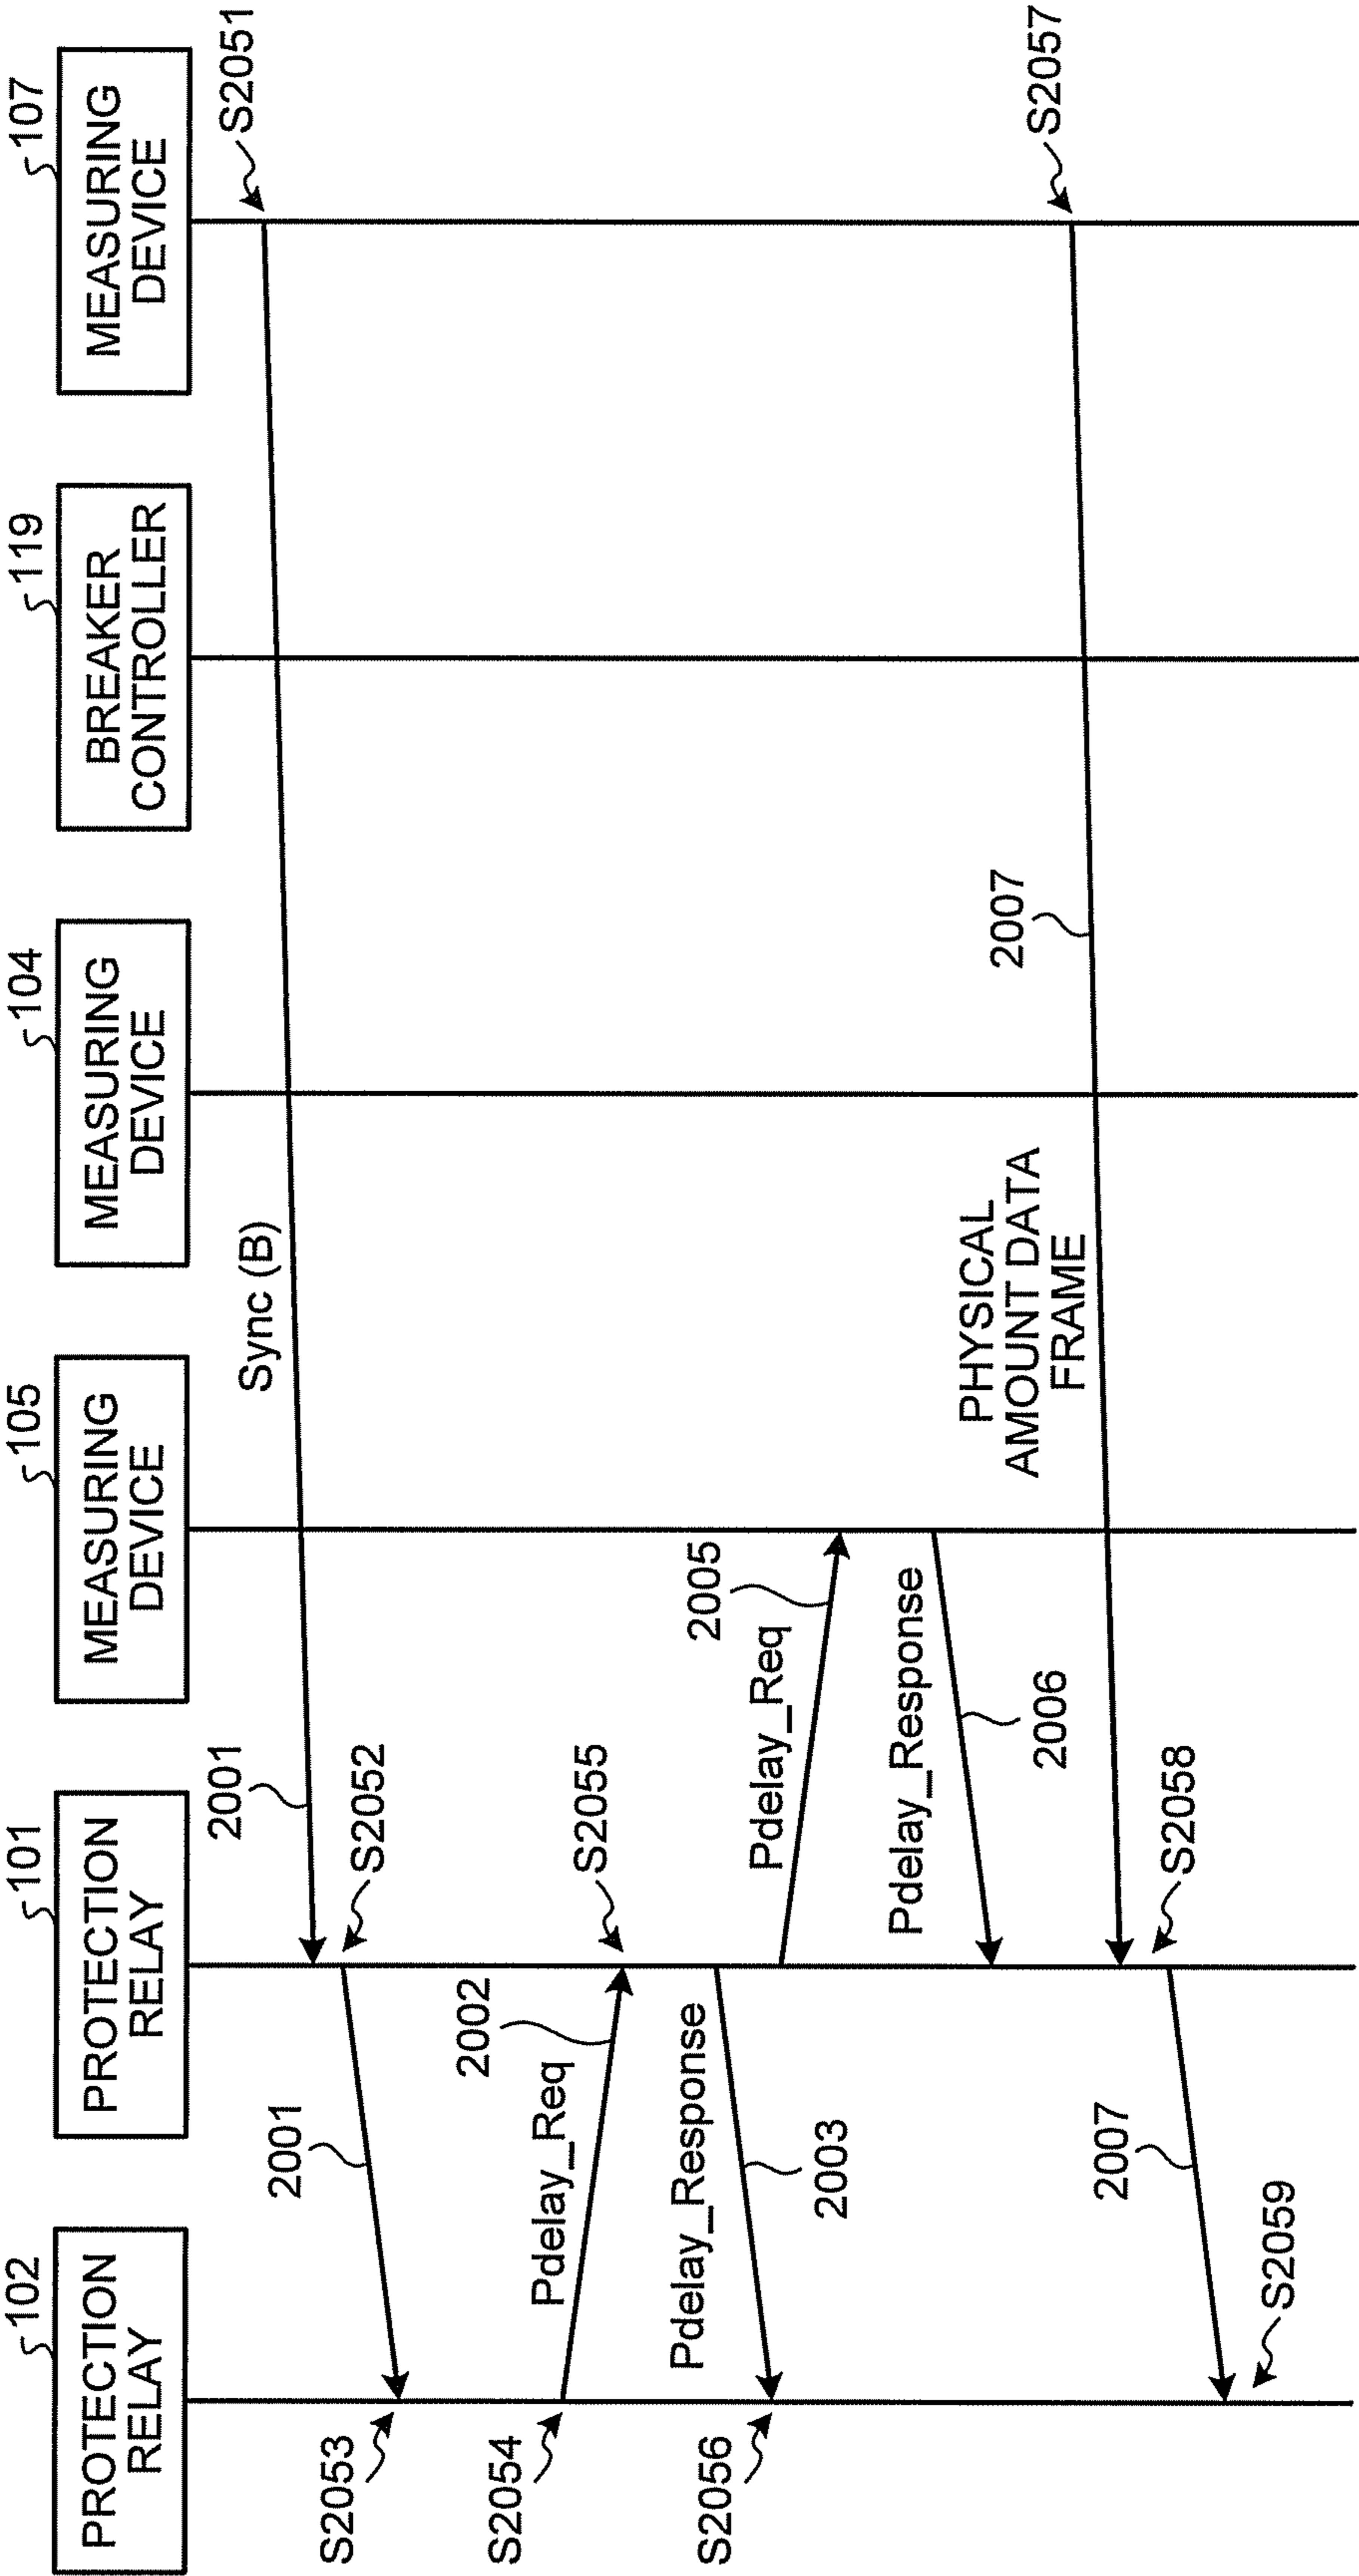 102
PROTECTION
RELAY
101
PROTECTION
RELAY
105
MEASURING
DEVICE
104
MEASURING
DEVICE
119
BREAKER
CONTROLLER
107
MEASURING
DEVICE
S2051
Sync (B)
2001
S2052
2001
S2053
S2054
Pdelay_Req
2002
S2055
Pdelay_Response
2003
S2056
Pdelay_Req
2005
Pdelay_Response
2006
S2057
2007
PHYSICAL
AMOUNT DATA
FRAME
S2058
2007
S2059